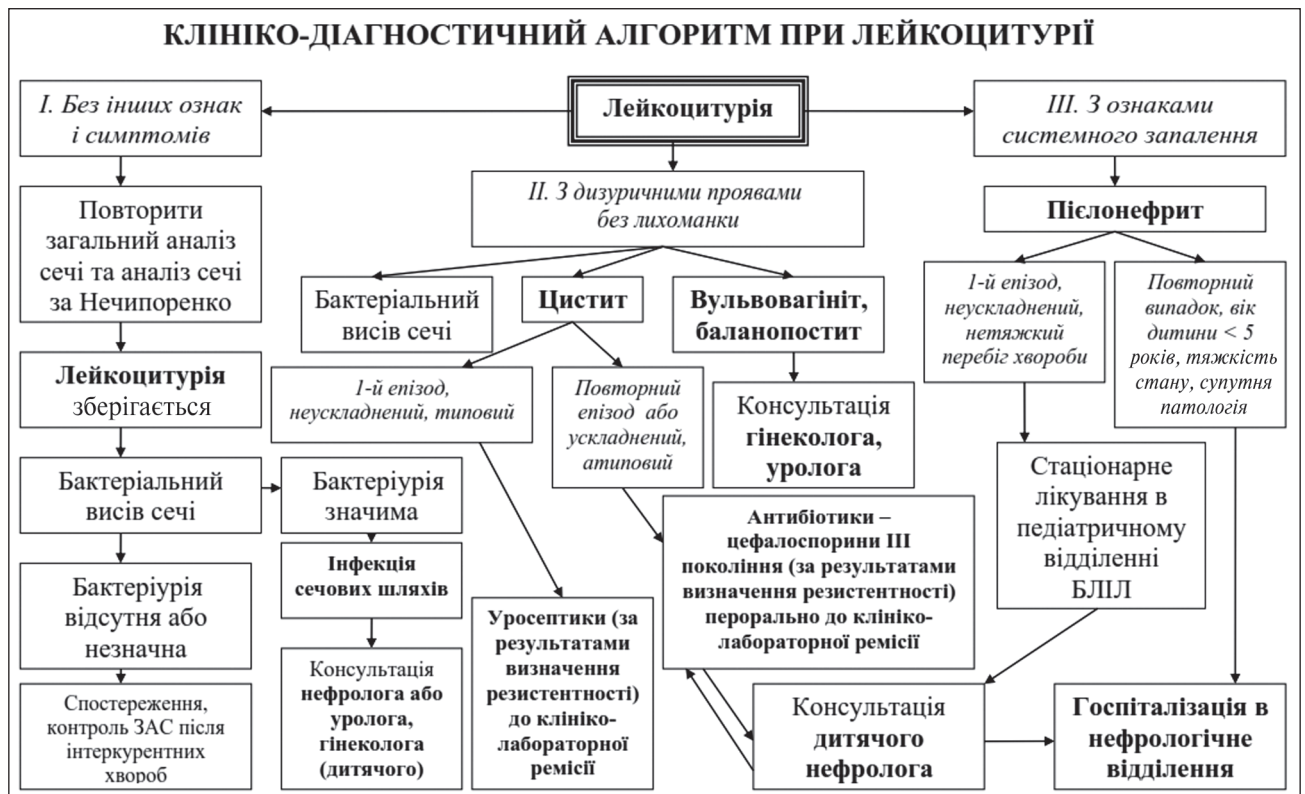 КЛІНІКО-ДІАГНОСТИЧНИЙ АЛГОРИТМ ПРИ ЛЕЙКОЦИТУРІЇ
Лейкоцитурія
І. Без інших ознак
і симптомів
Повторити
загальний аналіз
сечі та аналіз сечі
за Нечипоренко
Лейкоцитурія
зберігається
Бактеріальний
висів сечі
Бактеріурія
відсутня або
незначна
Спостереження,
контроль ЗАС після
інтеркурентних
хвороб
Бактеріурія
значима
Інфекція
сечових шляхів
Консультація
нефролога або
уролога,
гінеколога
(дитячого)
ІІ. З дизуричними проявами
без лихоманки
Бактеріальний
висів сечі
Цистит
Вульвовагініт,
баланопостит
1-й епізод,
неускладнений, типовий
Повторний
епізод або
ускладнений,
атиповий
Консультація
гінеколога,
уролога
Уросептики (за
результатами
визначення
резистентності)
до клініко-
лабораторної
ремісії
Антибіотики –
цефалоспорини ІІІ
покоління (за результатами
визначення резистентності)
перорально до клініко-
лабораторної ремісії
ІІІ. З ознаками
системного запалення
Пієлонефрит
1-й епізод,
неускладнений,
нетяжкий
перебіг хвороби
Повторний
випадок, вік
дитини < 5
років, тяжкість
стану, супутня
патологія
Стаціонарне
лікування в
педіатричному
відділенні
БЛІЛ
Консультація
дитячого
нефролога
Госпіталізація в
нефрологічне
відділення